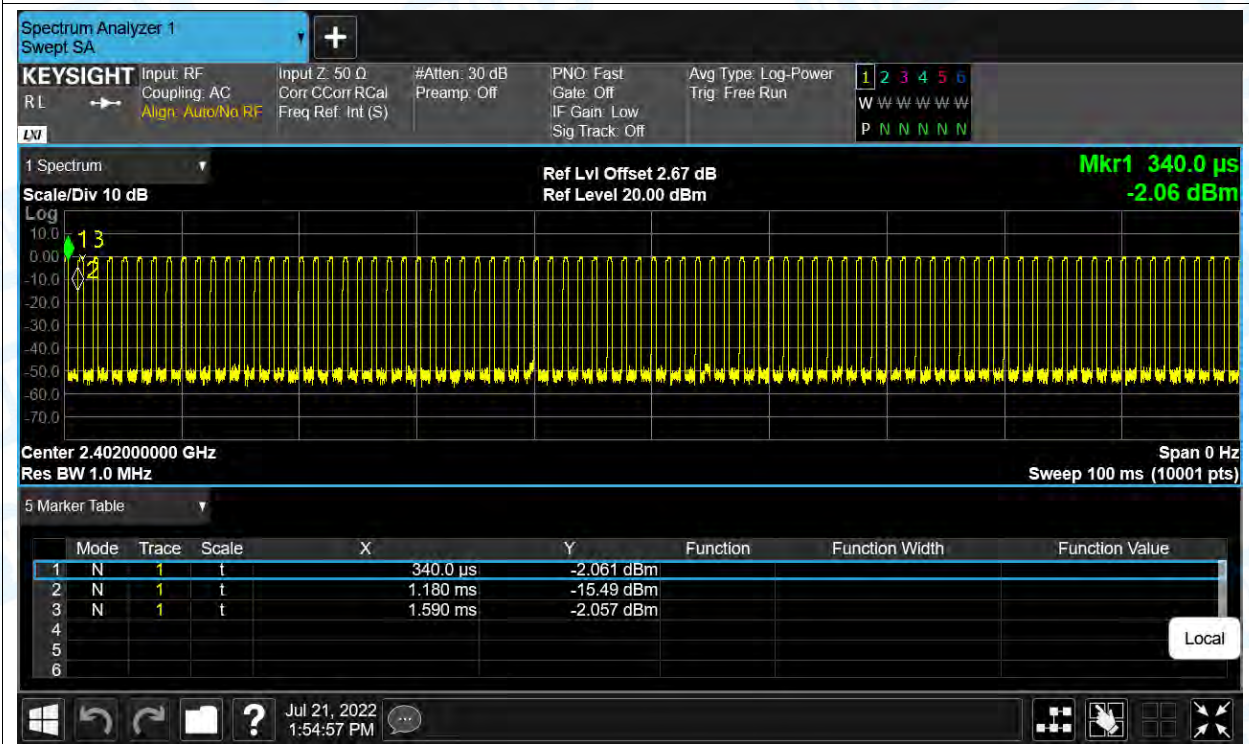 Spectrum Analyzer 1
Swept SA
+
KEYSIGHT Input: RF Input Z: 50 Ω #Atten: 30 dB PNO: Fast Avg Type: Log-Power 1 2 3 4 5 6
R L Coupling: AC Corr CCorr RCal Preamp: Off Gate: Off Trig: Free Run W W W W W W
Align: Auto/No RF Freq Ref: Int (S) IF Gain: Low
LXI Sig Track: Off P N N N N N
1 Spectrum Ref Lvl Offset 2.67 dB Mkr1 340.0 µs
Scale/Div 10 dB Ref Level 20.00 dBm -2.06 dBm
Log
10.0
1 3
0.00
2
-10.0
-20.0
-30.0
-40.0
-50.0
-60.0
-70.0
Center 2.402000000 GHz Span 0 Hz
Res BW 1.0 MHz Sweep 100 ms (10001 pts)
5 Marker Table
Mode Trace Scale X Y Function Function Width Function Value
1 N 1 t 340.0 µs -2.061 dBm
2 N 1 t 1.180 ms -15.49 dBm
3 N 1 t 1.590 ms -2.057 dBm
4
5
6
Local
? Jul 21, 2022
1:54:57 PM